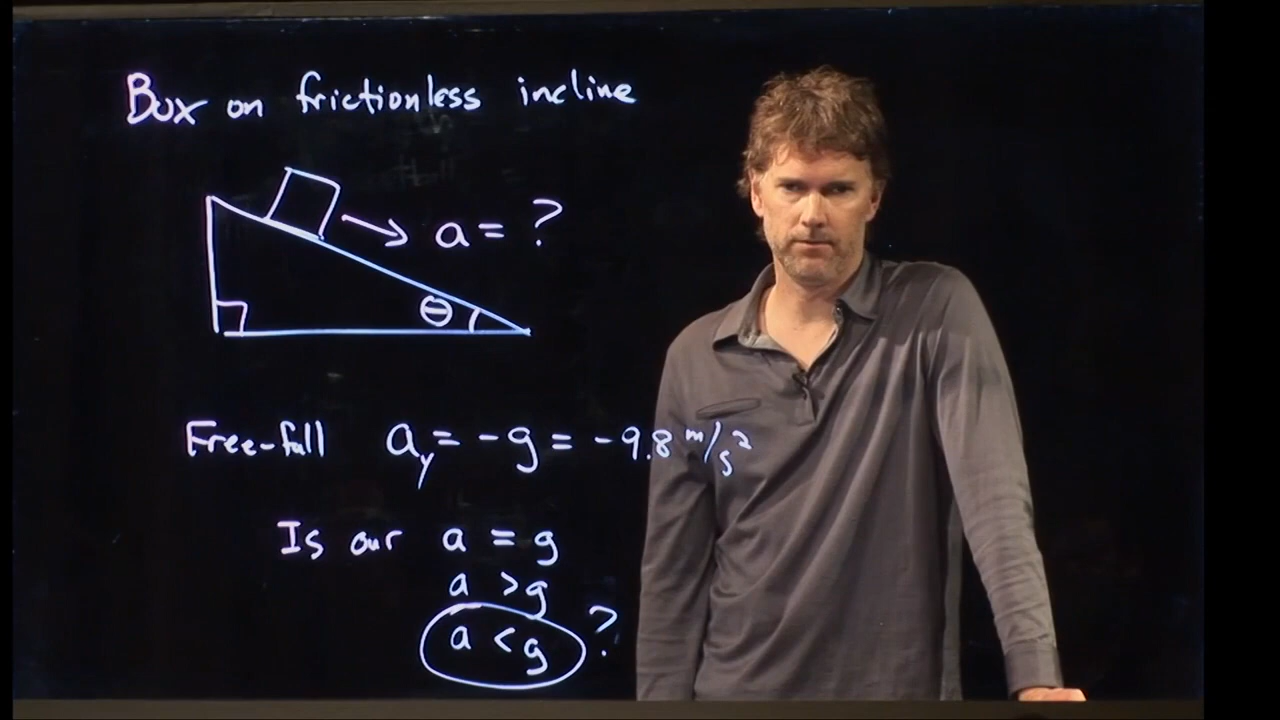 Box on frictionless incline
a = ?
θ
Free-fall a_y = -g = -9.8 m/s²
Is our a = g
a > g
a < g ?